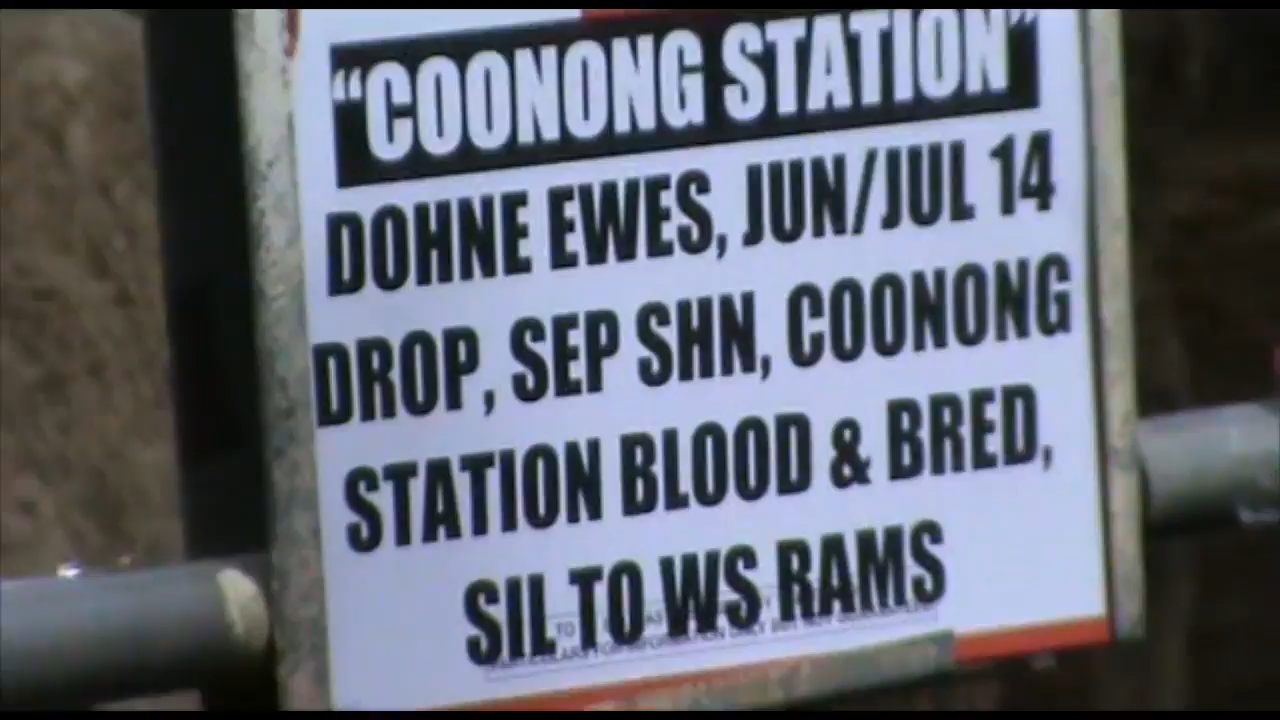 “COONONG STATION”
DOHNE EWES, JUN/JUL 14
DROP, SEP SHN, COONONG
STATION BLOOD & BRED,
SIL TO WS RAMS